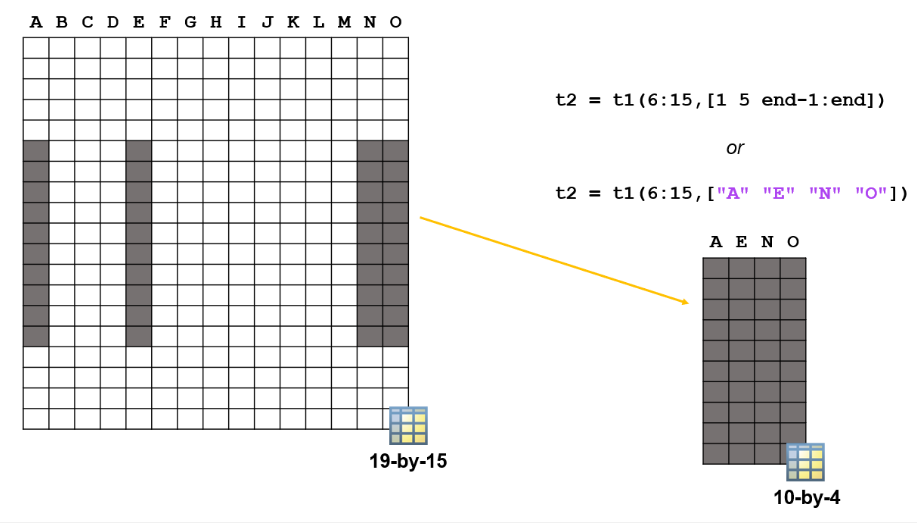 A B C D E F G H I J K L M N O
t2 = t1(6:15,[1 5 end-1:end])
or
t2 = t1(6:15,["A" "E" "N" "O"])
A E N O
19-by-15
10-by-4